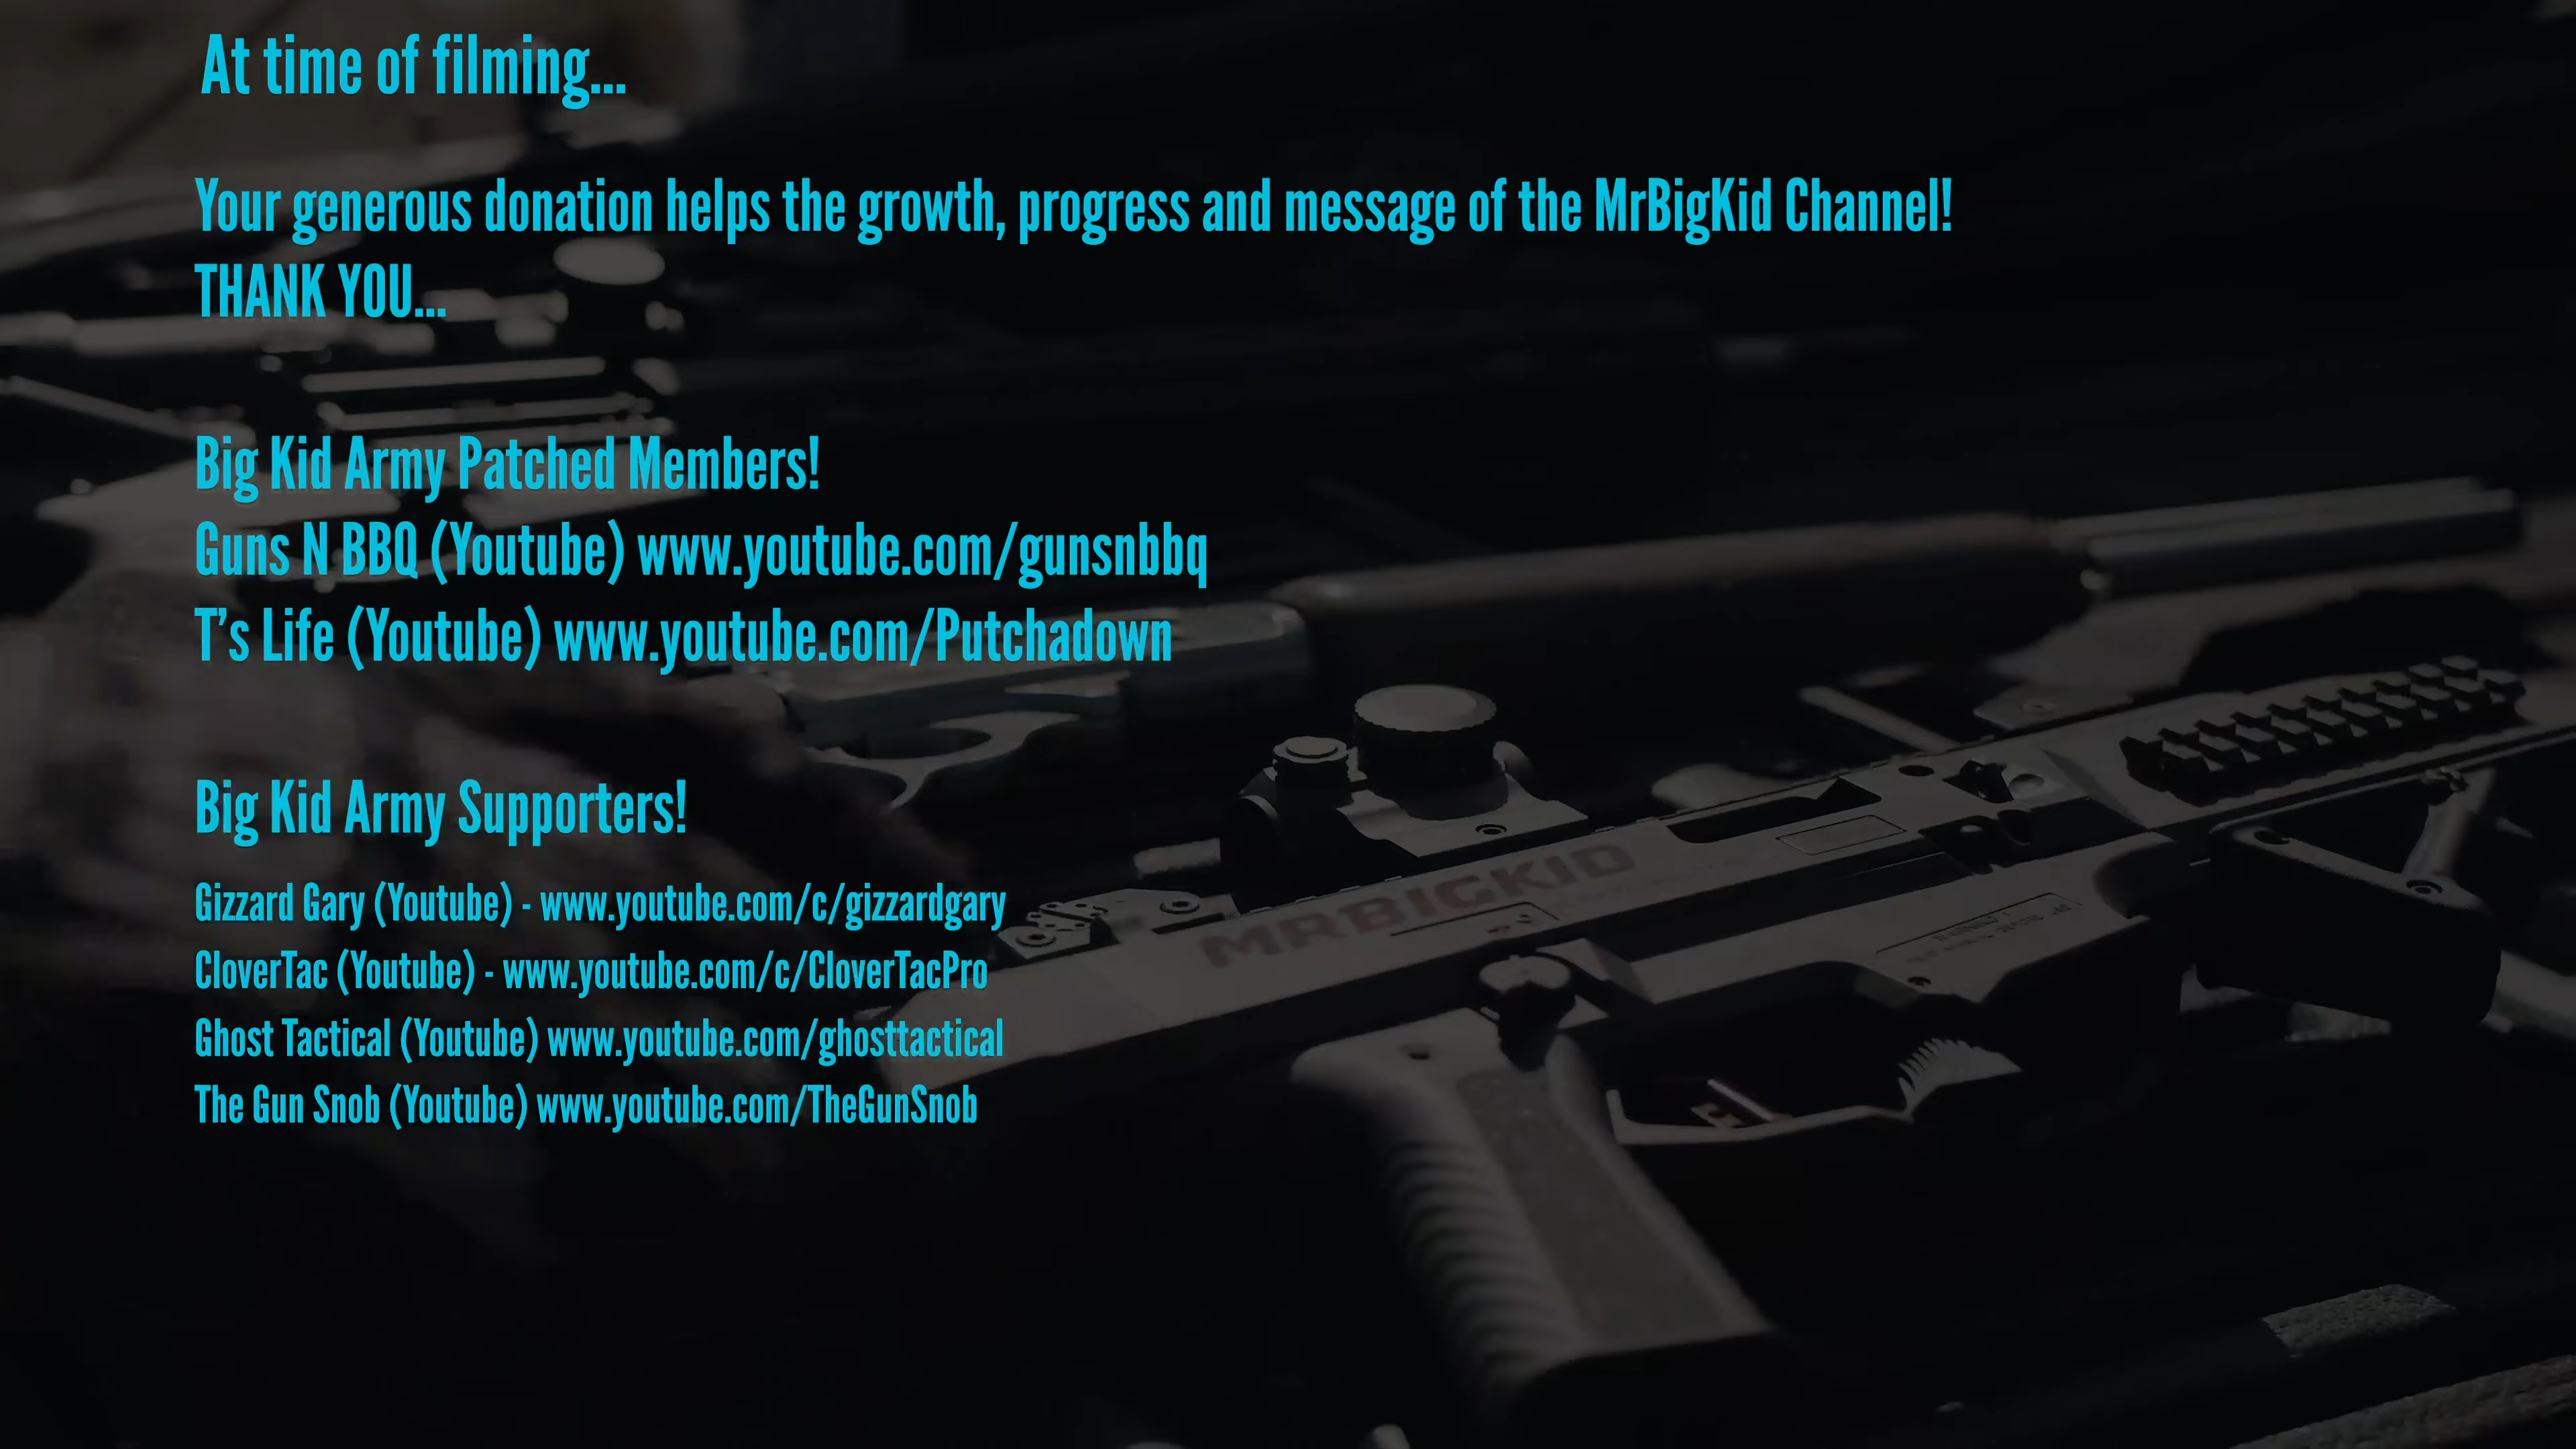 At time of filming...
Your generous donation helps the growth, progress and message of the MrBigKid Channel!
THANK YOU...
Big Kid Army Patched Members!
Guns N BBQ (Youtube) www.youtube.com/gunsnbbq
T's Life (Youtube) www.youtube.com/Putchadown
Big Kid Army Supporters!
Gizzard Gary (Youtube) - www.youtube.com/c/gizzardgary
CloverTac (Youtube) - www.youtube.com/c/CloverTacPro
Ghost Tactical (Youtube) www.youtube.com/ghosttactical
The Gun Snob (Youtube) www.youtube.com/TheGunSnob
MRBIGKID